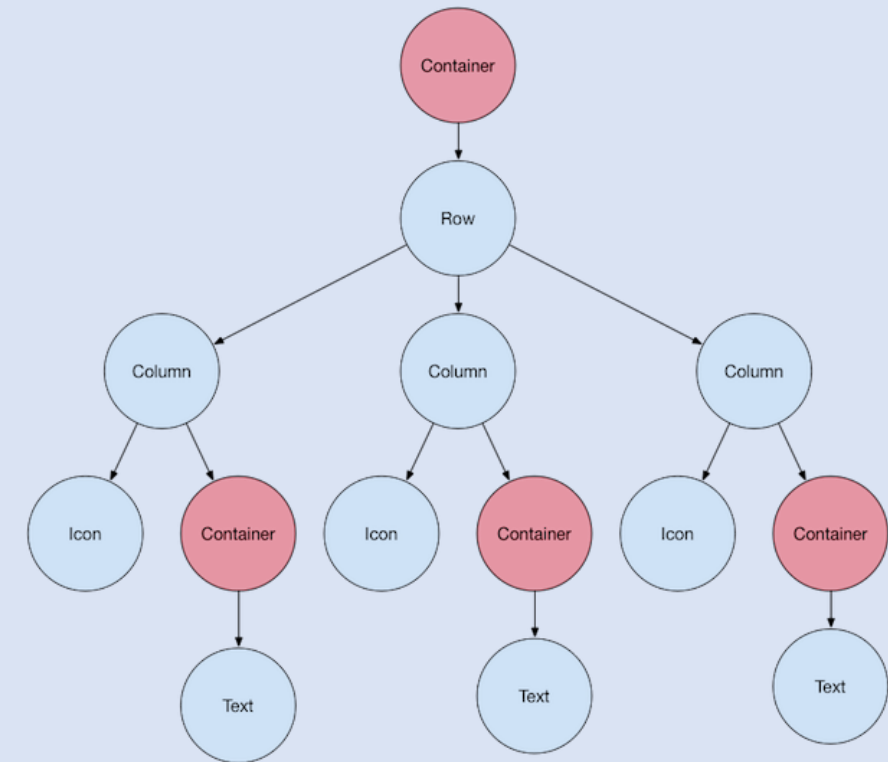 Container
Row
Column
Column
Column
Icon
Container
Icon
Container
Icon
Container
Text
Text
Text